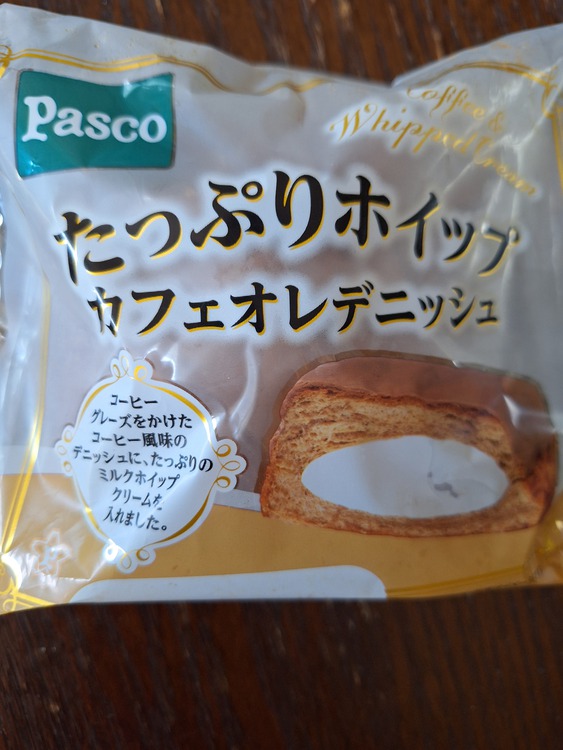 Pasco
Coffee &
Whipped Cream
たっぷりホイップ
カフェオレデニッシュ
コーヒー
グレーズをかけた
コーヒー風味の
デニッシュに、たっぷりの
ミルクホイップ
クリームを
入れました。